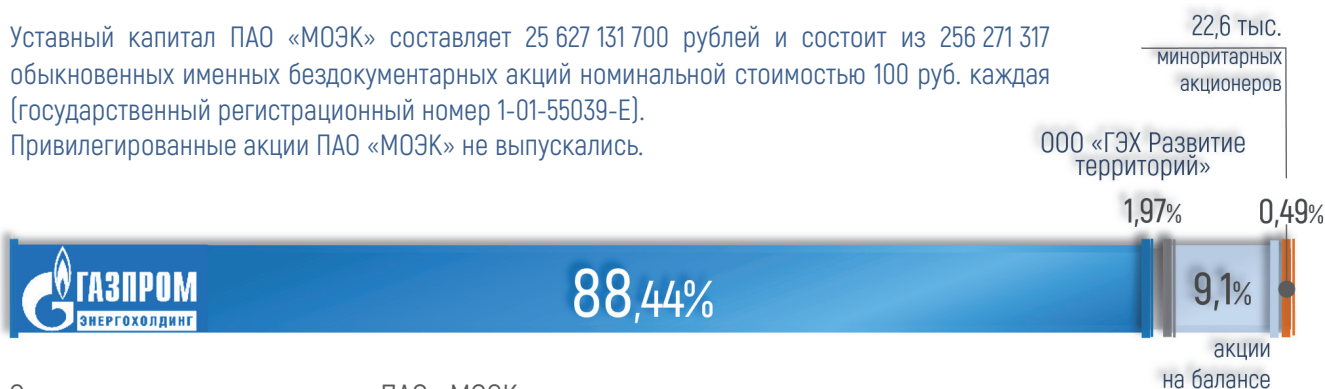 Уставный капитал ПАО «МОЭК» составляет 25 627 131 700 рублей и состоит из 256 271 317
обыкновенных именных бездокументарных акций номинальной стоимостью 100 руб. каждая
(государственный регистрационный номер 1-01-55039-Е).
Привилегированные акции ПАО «МОЭК» не выпускались.
22,6 тыс.
миноритарных
акционеров
ООО «ГЭХ Развитие
территорий»
1,97%
0,49%
ГАЗПРОМ
ЭНЕРГОХОЛДИНГ
88,44%
9,1%
акции
на балансе